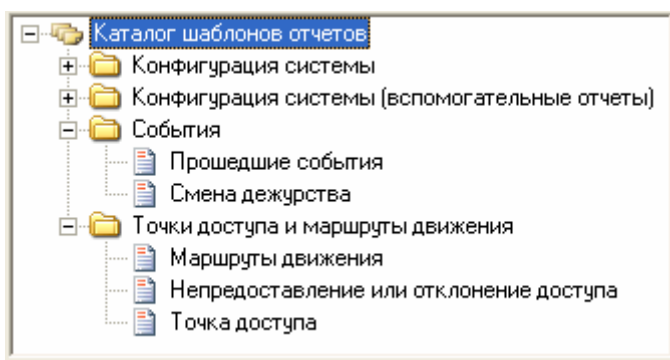 Каталог шаблонов отчетов
Конфигурация системы
Конфигурация системы (вспомогательные отчеты)
События
Прошедшие события
Смена дежурства
Точки доступа и маршруты движения
Маршруты движения
Непредоставление или отклонение доступа
Точка доступа